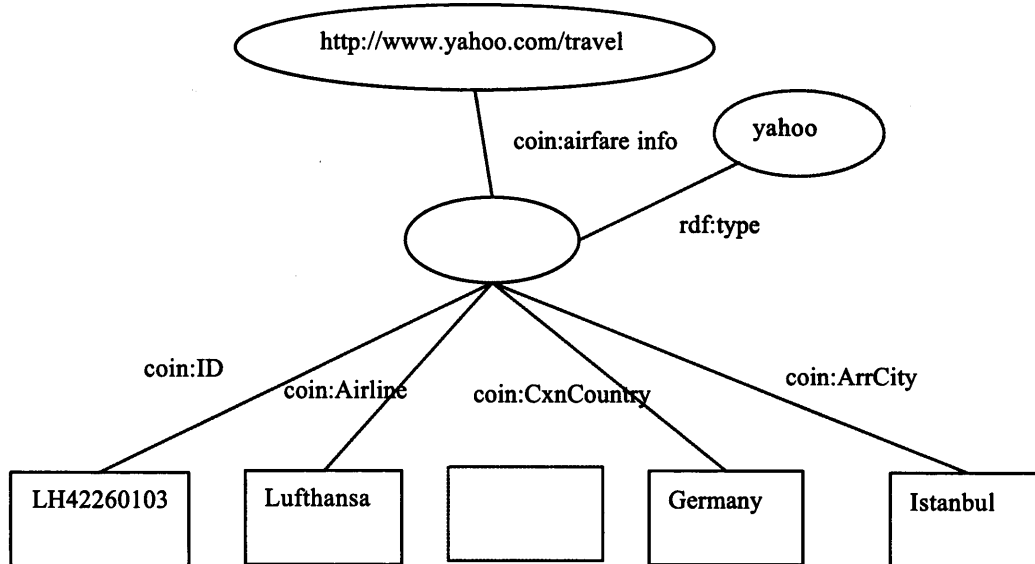 http://www.yahoo.com/travel
yahoo
coin:airfare info
rdf:type
coin:ID
coin:Airline
coin:CxnCountry
coin:ArrCity
LH42260103
Lufthansa
Germany
Istanbul